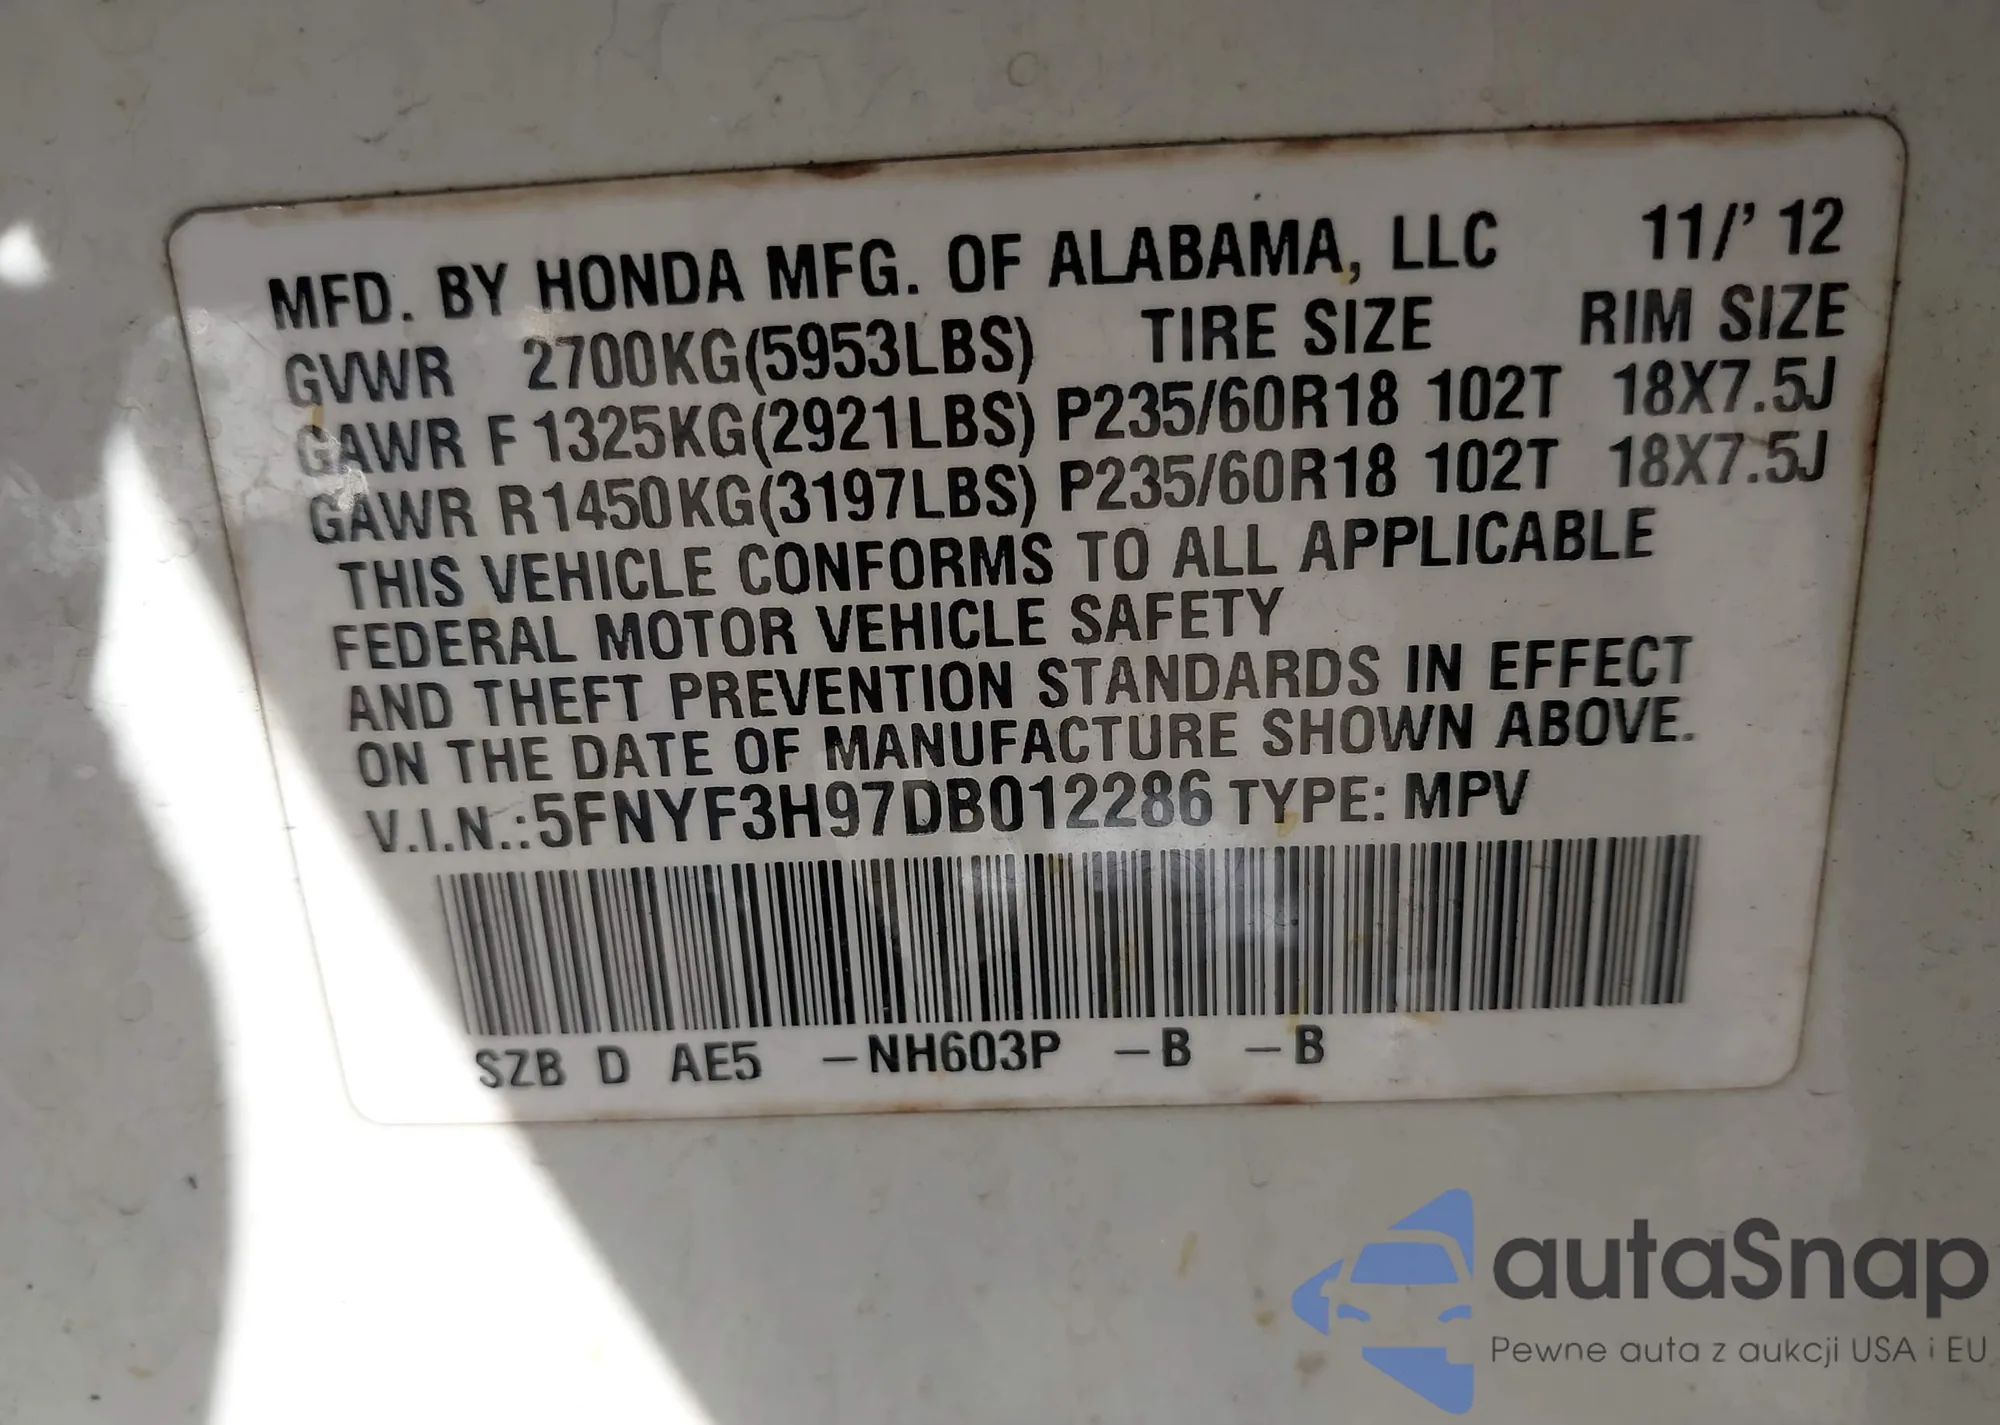 MFD. BY HONDA MFG. OF ALABAMA, LLC 11/' 12
GVWR 2700KG(5953LBS) TIRE SIZE RIM SIZE
GAWR F 1325KG(2921LBS) P235/60R18 102T 18X7.5J
GAWR R1450KG(3197LBS) P235/60R18 102T 18X7.5J
THIS VEHICLE CONFORMS TO ALL APPLICABLE
FEDERAL MOTOR VEHICLE SAFETY
AND THEFT PREVENTION STANDARDS IN EFFECT
ON THE DATE OF MANUFACTURE SHOWN ABOVE.
V.I.N.:5FNYF3H97DB012286 TYPE: MPV
SZB D AE5 –NH603P –B –B
autaSnap
Pewne auta z aukcji USA i EU